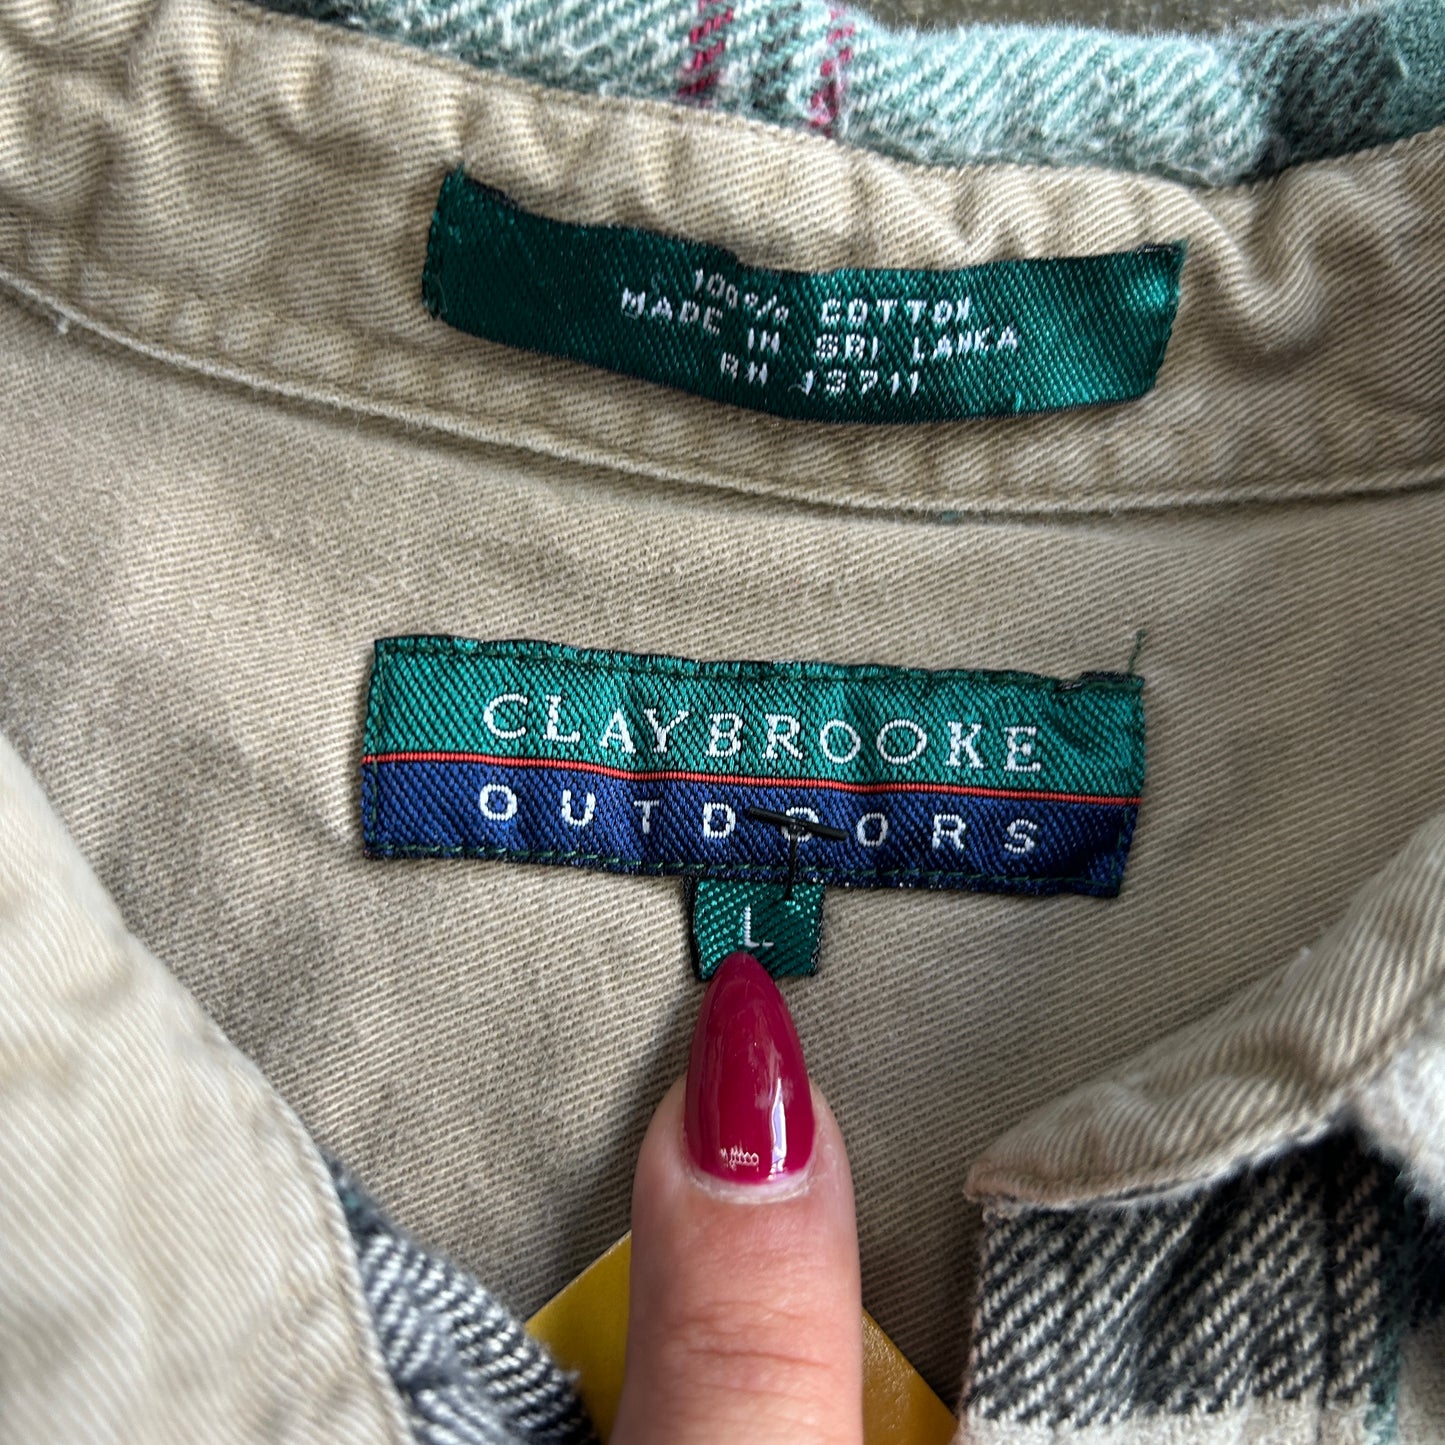 100% COTTON
MADE IN SRI LANKA
RN 13711
CLAYBROOKE
OUTDOORS
L